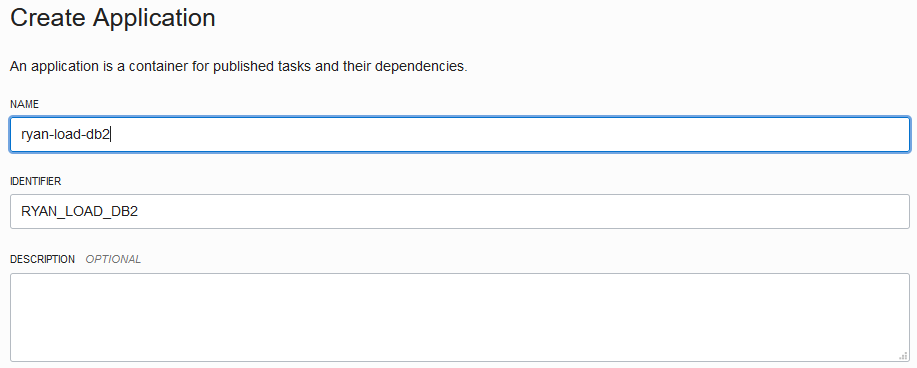 Create Application
An application is a container for published tasks and their dependencies.
NAME
ryan-load-db2
IDENTIFIER
RYAN_LOAD_DB2
DESCRIPTION OPTIONAL